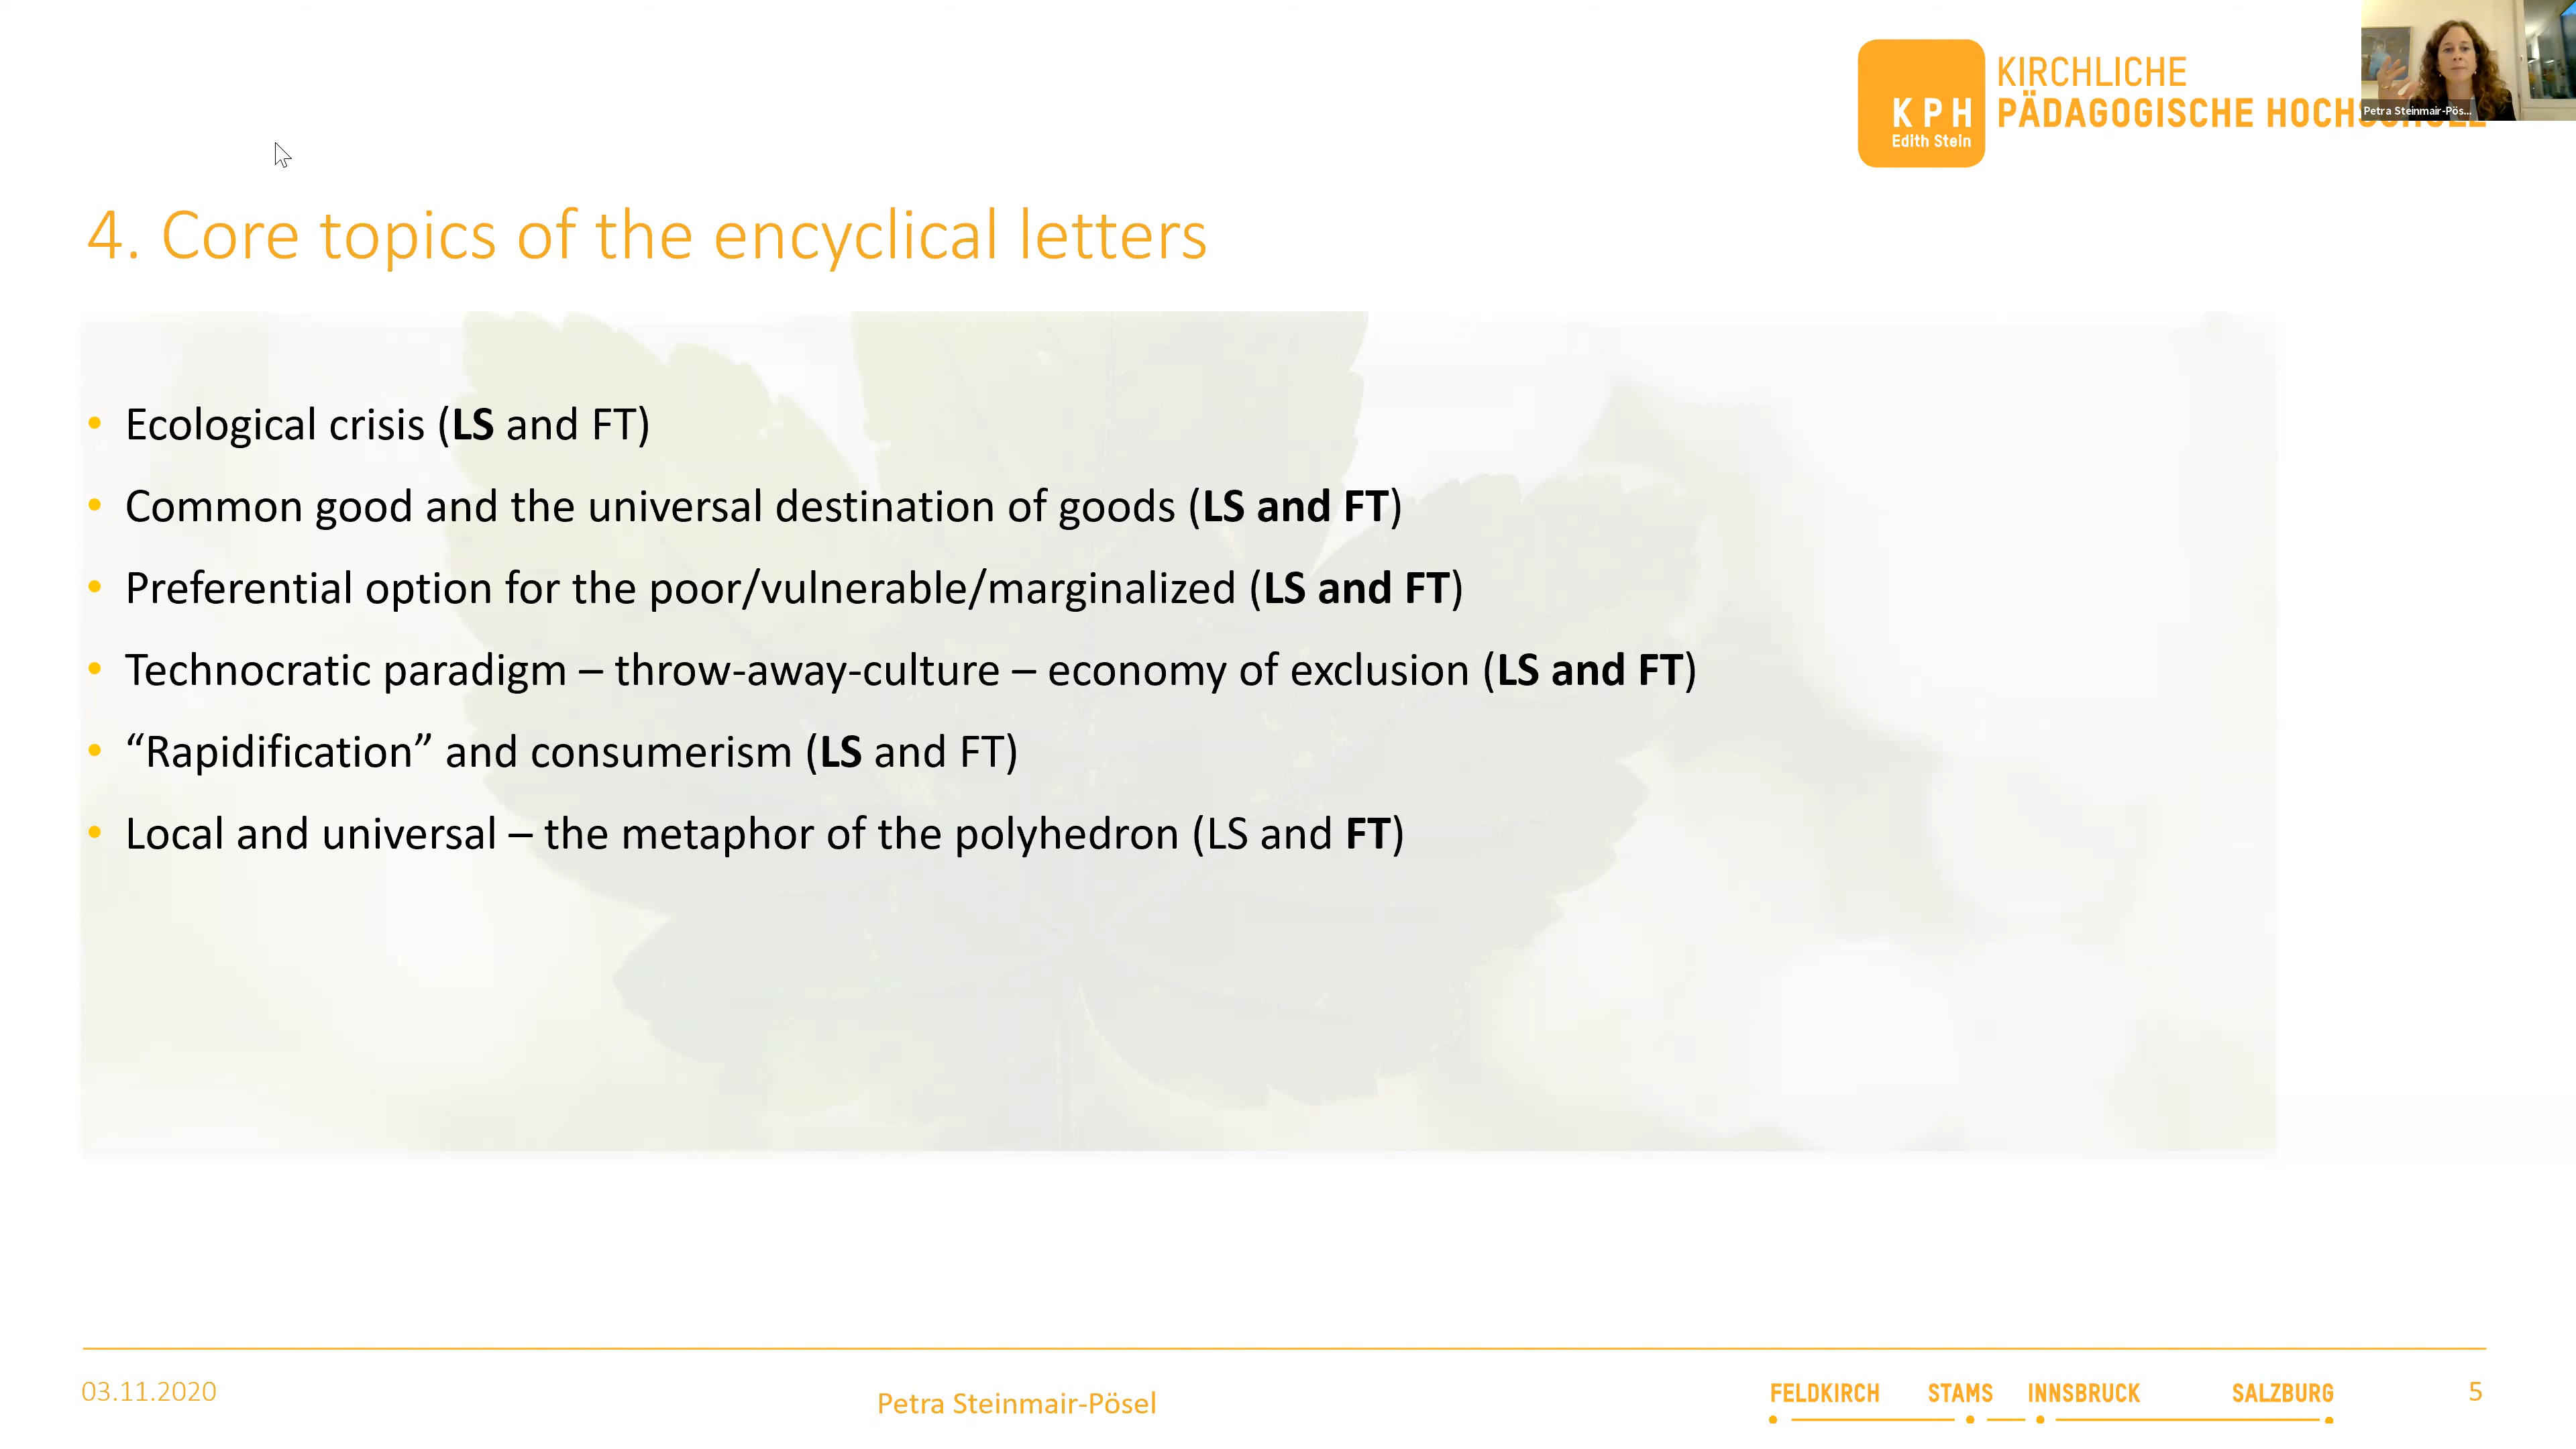 KPH
Edith Stein
KIRCHLICHE
PÄDAGOGISCHE
Petra Steinmair-Pös...
4. Core topics of the encyclical letters
• Ecological crisis (LS and FT)
• Common good and the universal destination of goods (LS and FT)
• Preferential option for the poor/vulnerable/marginalized (LS and FT)
• Technocratic paradigm – throw-away-culture – economy of exclusion (LS and FT)
• “Rapidification” and consumerism (LS and FT)
• Local and universal – the metaphor of the polyhedron (LS and FT)
03.11.2020
Petra Steinmair-Pösel
FELDKIRCH STAMS INNSBRUCK SALZBURG
5